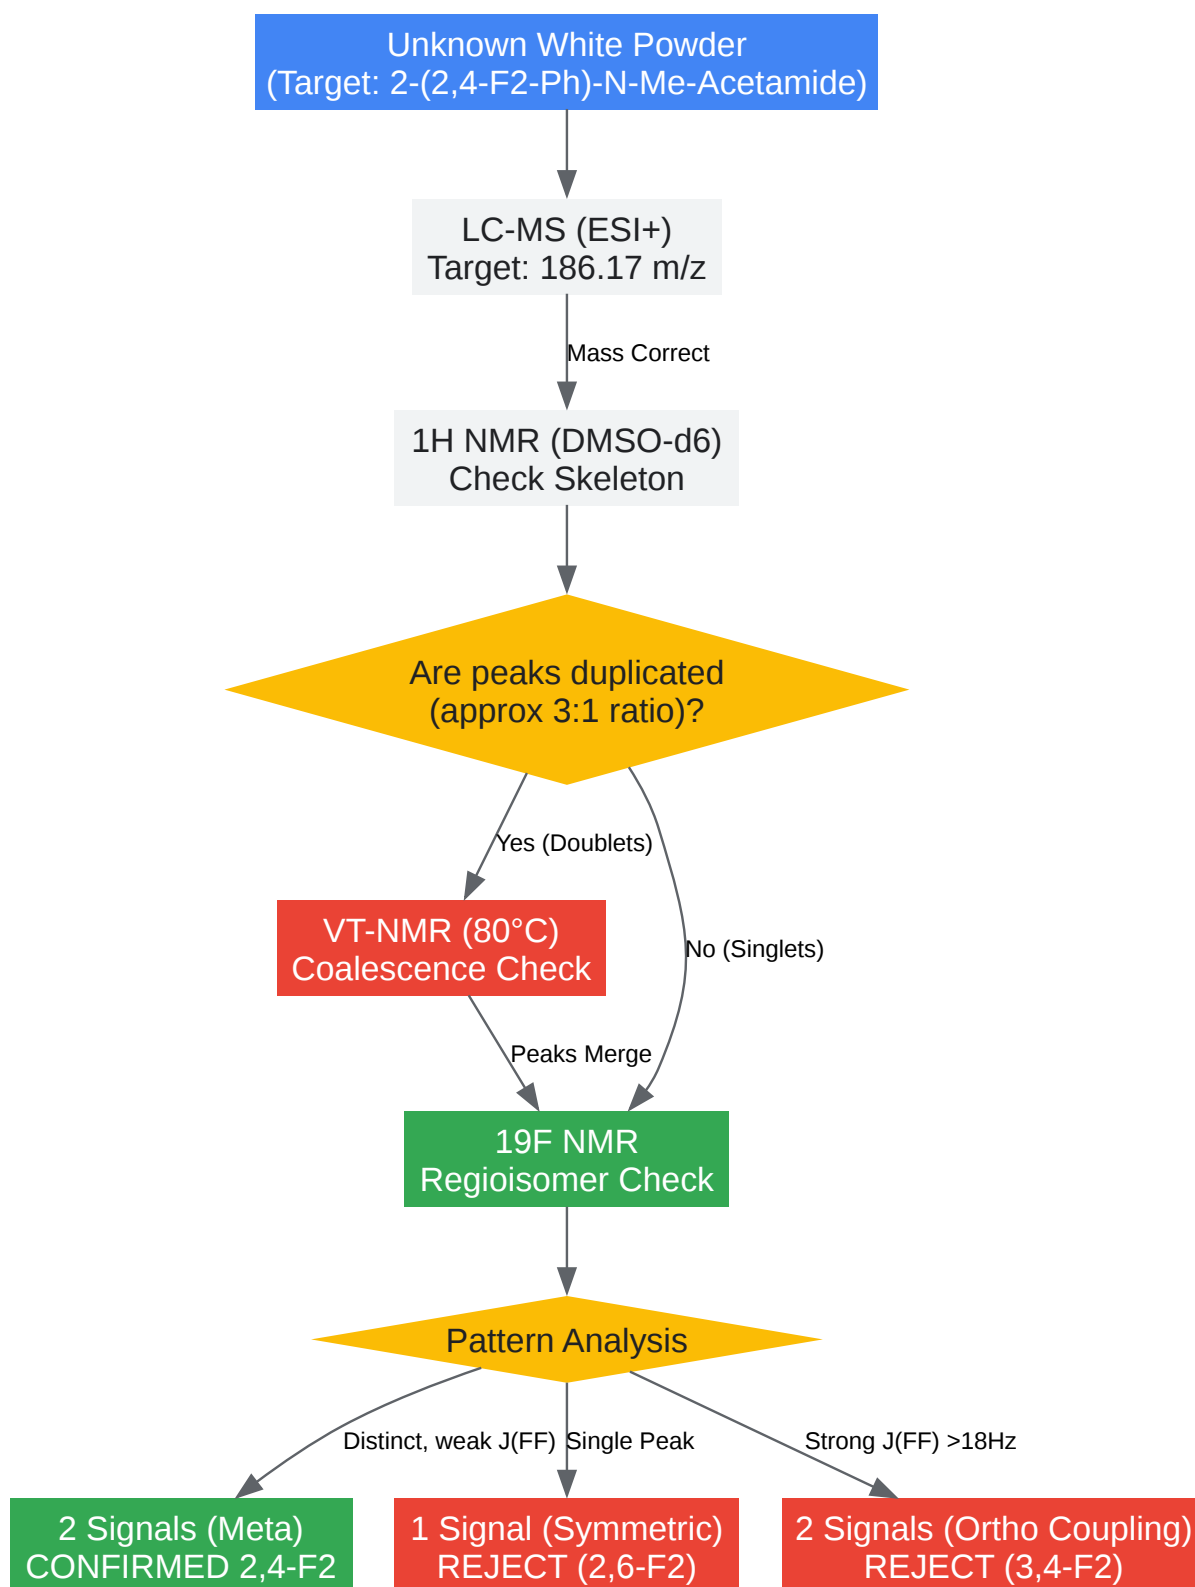 Unknown White Powder
(Target: 2-(2,4-F2-Ph)-N-Me-Acetamide)
LC-MS (ESI+)
Target: 186.17 m/z
Mass Correct
1H NMR (DMSO-d6)
Check Skeleton
Are peaks duplicated
(approx 3:1 ratio)?
Yes (Doublets)
VT-NMR (80°C)
Coalescence Check
No (Singlets)
Peaks Merge
19F NMR
Regioisomer Check
Pattern Analysis
Distinct, weak J(FF)
Single Peak
Strong J(FF) >18Hz
2 Signals (Meta)
CONFIRMED 2,4-F2
1 Signal (Symmetric)
REJECT (2,6-F2)
2 Signals (Ortho Coupling)
REJECT (3,4-F2)